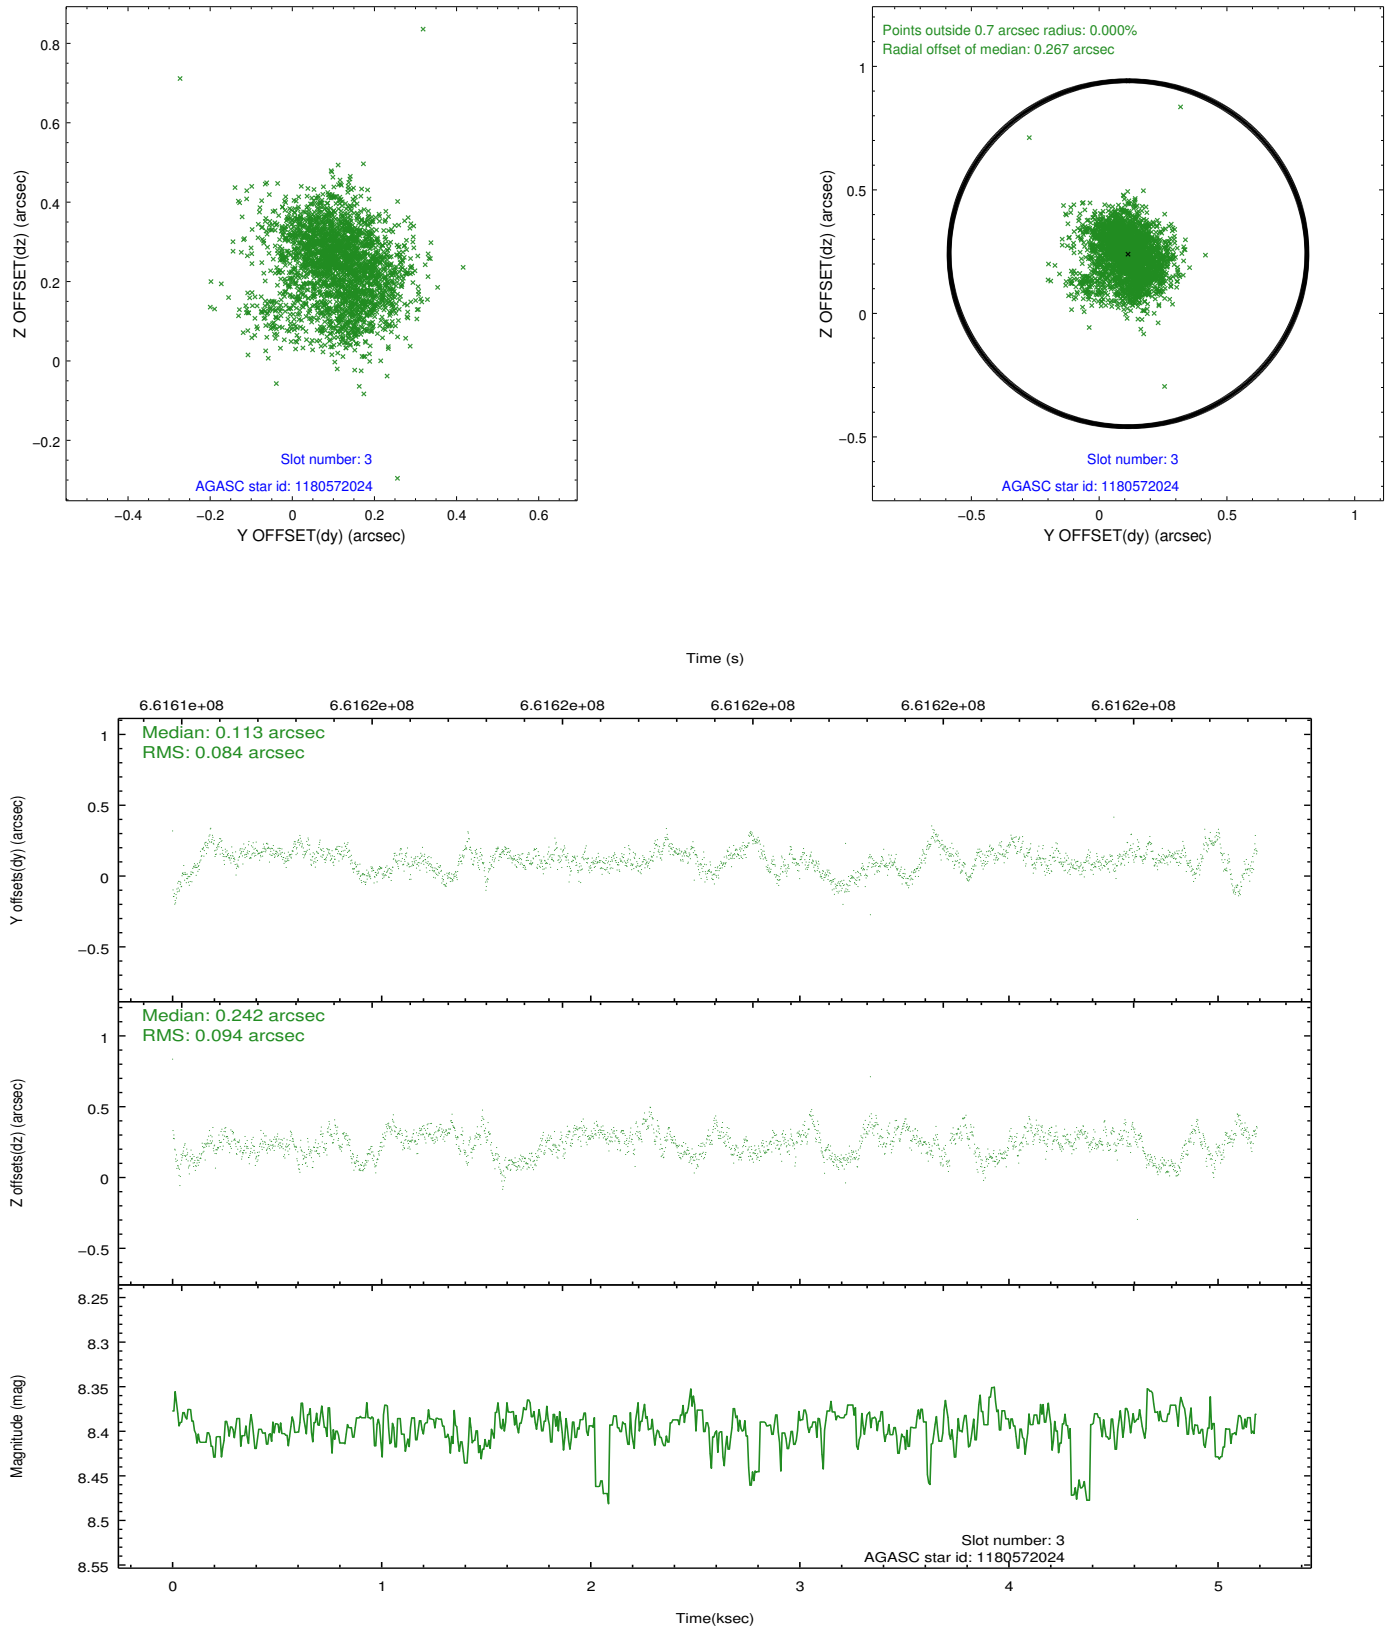 0.8
0.6
0.4
0.2
0
−0.2
Z OFFSET(dz) (arcsec)
Slot number: 3
AGASC star id: 1180572024
−0.4 −0.2 0 0.2 0.4 0.6
Y OFFSET(dy) (arcsec)
Points outside 0.7 arcsec radius: 0.000%
Radial offset of median: 0.267 arcsec
1
0.5
0
−0.5
Z OFFSET(dz) (arcsec)
Slot number: 3
AGASC star id: 1180572024
−0.5 0 0.5 1
Y OFFSET(dy) (arcsec)
Time (s)
6.6161e+08 6.6162e+08 6.6162e+08 6.6162e+08 6.6162e+08 6.6162e+08
Median: 0.113 arcsec
RMS: 0.084 arcsec
1
0.5
0
−0.5
Y offsets(dy) (arcsec)
Median: 0.242 arcsec
RMS: 0.094 arcsec
1
0.5
0
−0.5
Z offsets(dz) (arcsec)
8.25
8.3
8.35
8.4
8.45
8.5
8.55
Magnitude (mag)
Slot number: 3
AGASC star id: 1180572024
0 1 2 3 4 5
Time(ksec)